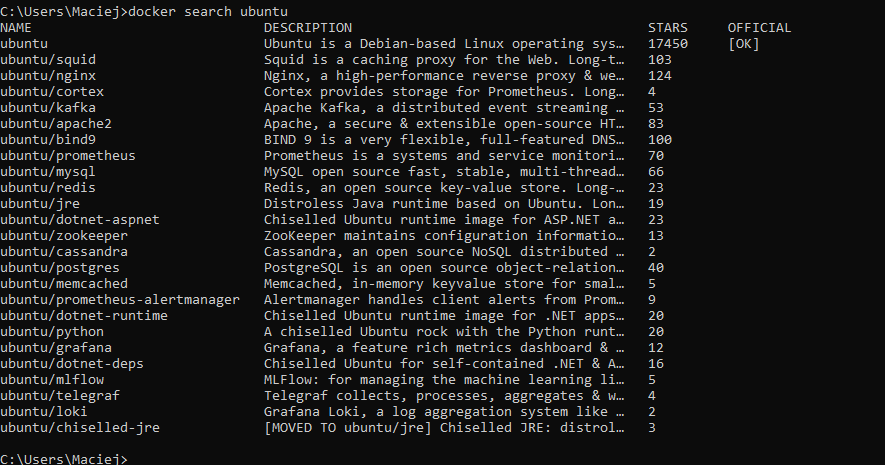 C:\Users\Maciej>docker search ubuntu
NAME DESCRIPTION STARS OFFICIAL
ubuntu Ubuntu is a Debian-based Linux operating sys… 17450 [OK]
ubuntu/squid Squid is a caching proxy for the Web. Long-t… 103
ubuntu/nginx Nginx, a high-performance reverse proxy & we… 124
ubuntu/cortex Cortex provides storage for Prometheus. Long… 4
ubuntu/kafka Apache Kafka, a distributed event streaming … 53
ubuntu/apache2 Apache, a secure & extensible open-source HT… 83
ubuntu/bind9 BIND 9 is a very flexible, full-featured DNS… 100
ubuntu/prometheus Prometheus is a systems and service monitori… 70
ubuntu/mysql MySQL open source fast, stable, multi-thread… 66
ubuntu/redis Redis, an open source key-value store. Long-… 23
ubuntu/jre Distroless Java runtime based on Ubuntu. Lon… 19
ubuntu/dotnet-aspnet Chiselled Ubuntu runtime image for ASP.NET a… 23
ubuntu/zookeeper ZooKeeper maintains configuration informatio… 13
ubuntu/cassandra Cassandra, an open source NoSQL distributed … 2
ubuntu/postgres PostgreSQL is an open source object-relation… 40
ubuntu/memcached Memcached, in-memory keyvalue store for smal… 5
ubuntu/prometheus-alertmanager Alertmanager handles client alerts from Prom… 9
ubuntu/dotnet-runtime Chiselled Ubuntu runtime image for .NET apps… 20
ubuntu/python A chiselled Ubuntu rock with the Python runt… 20
ubuntu/grafana Grafana, a feature rich metrics dashboard & … 12
ubuntu/dotnet-deps Chiselled Ubuntu for self-contained .NET & A… 16
ubuntu/mlflow MLFlow: for managing the machine learning li… 5
ubuntu/telegraf Telegraf collects, processes, aggregates & w… 4
ubuntu/loki Grafana Loki, a log aggregation system like … 2
ubuntu/chiselled-jre [MOVED TO ubuntu/jre] Chiselled JRE: distrol… 3
C:\Users\Maciej>